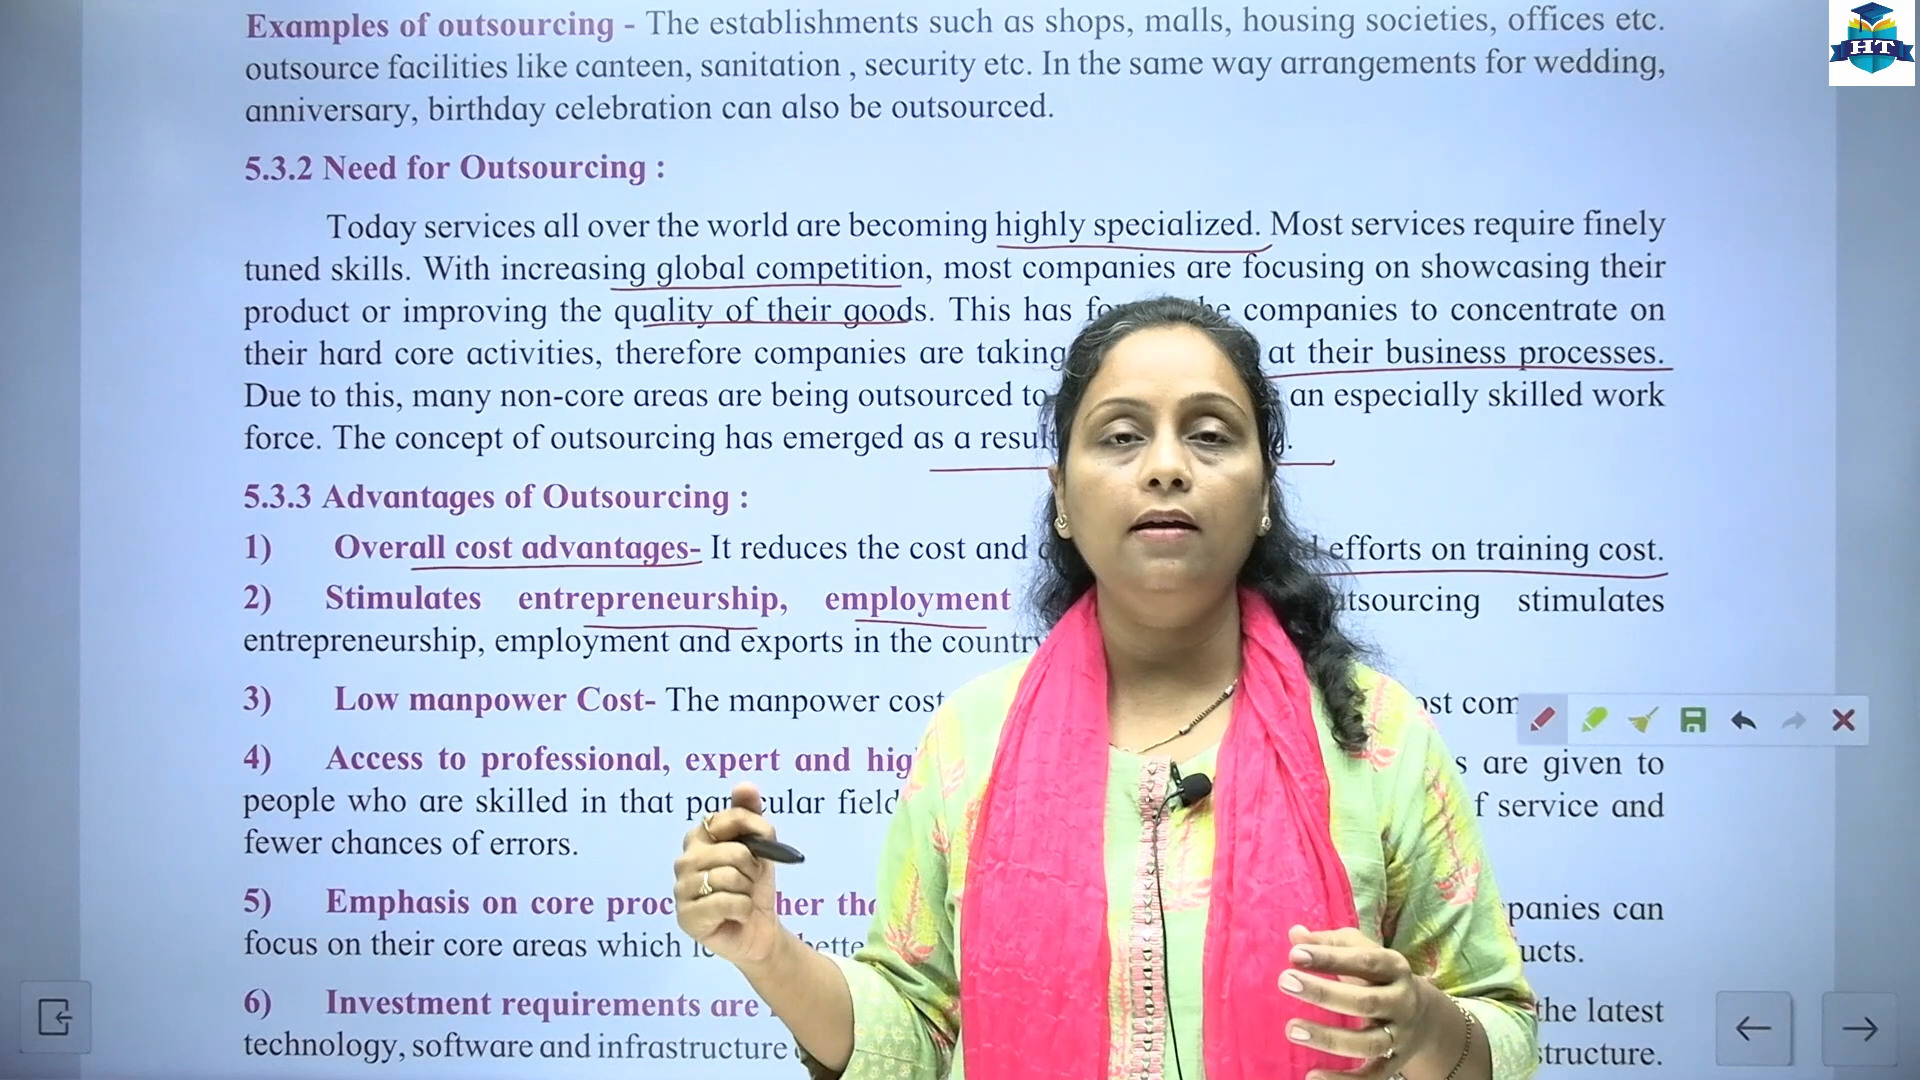 HT
Examples of outsourcing - The establishments such as shops, malls, housing societies, offices etc.
outsource facilities like canteen, sanitation , security etc. In the same way arrangements for wedding,
anniversary, birthday celebration can also be outsourced.
5.3.2 Need for Outsourcing :
Today services all over the world are becoming highly specialized. Most services require finely
tuned skills. With increasing global competition, most companies are focusing on showcasing their
product or improving the quality of their goods. This has companies to concentrate on
their hard core activities, therefore companies are taking at their business processes.
Due to this, many non-core areas are being outsourced to an especially skilled work
force. The concept of outsourcing has emerged as a result
5.3.3 Advantages of Outsourcing :
1) Overall cost advantages- It reduces the cost and efforts on training cost.
2) Stimulates entrepreneurship, employment outsourcing stimulates
entrepreneurship, employment and exports in the country
3) Low manpower Cost- The manpower cost
4) Access to professional, expert and are given to
people who are skilled in that particular field service and
fewer chances of errors.
5) Emphasis on core can
focus on their core areas which
6) Investment requirements are the latest
technology, software and infrastructure